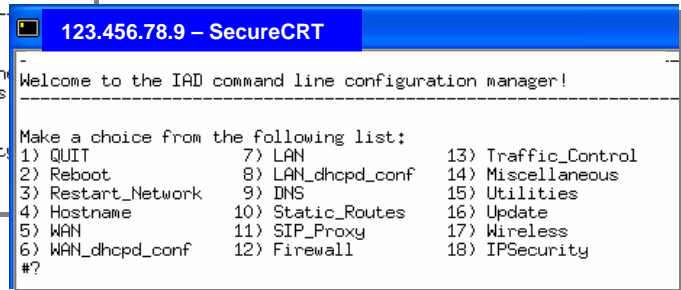 123.456.78.9 – SecureCRT
Welcome to the IAD command line configuration manager!
Make a choice from the following list:
1) QUIT 7) LAN 13) Traffic_Control
2) Reboot 8) LAN_dhcpd_conf 14) Miscellaneous
3) Restart_Network 9) DNS 15) Utilities
4) Hostname 10) Static_Routes 16) Update
5) WAN 11) SIP_Proxy 17) Wireless
6) WAN_dhcpd_conf 12) Firewall 18) IPSecurity
#?